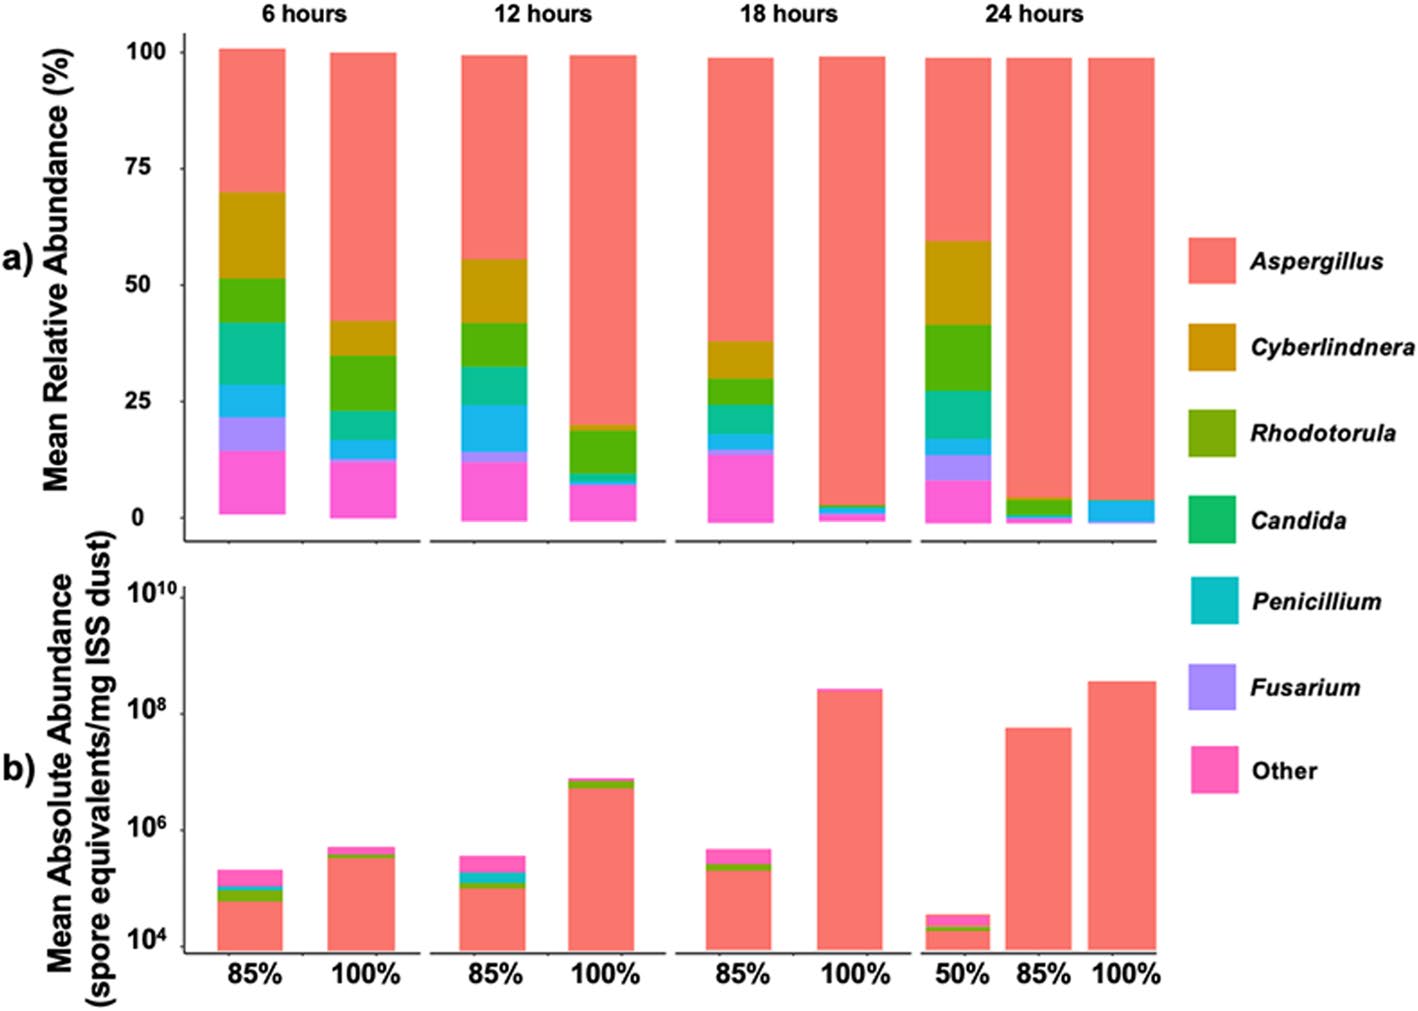 6 hours 12 hours 18 hours 24 hours
a)
Mean Relative Abundance (%)
100
75
50
25
0
Aspergillus
Cyberlindnera
Rhodotorula
Candida
Penicillium
Fusarium
Other
b)
Mean Absolute Abundance
(spore equivalents/mg ISS dust)
10¹⁰
10⁸
10⁶
10⁴
85% 100% 85% 100% 85% 100% 50% 85% 100%